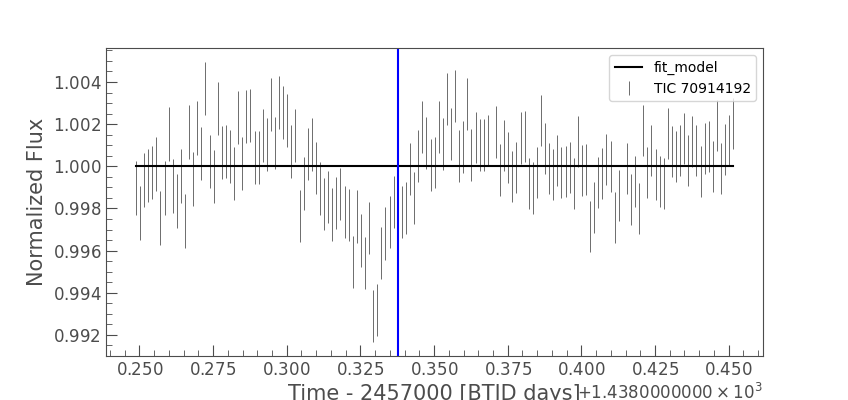 fit_model
TIC 70914192
1.004
1.002
1.000
0.998
0.996
0.994
0.992
Normalized Flux
0.250 0.275 0.300 0.325 0.350 0.375 0.400 0.425 0.450
Time - 2457000 [BTJD days]
+1.4380000000 × 10³